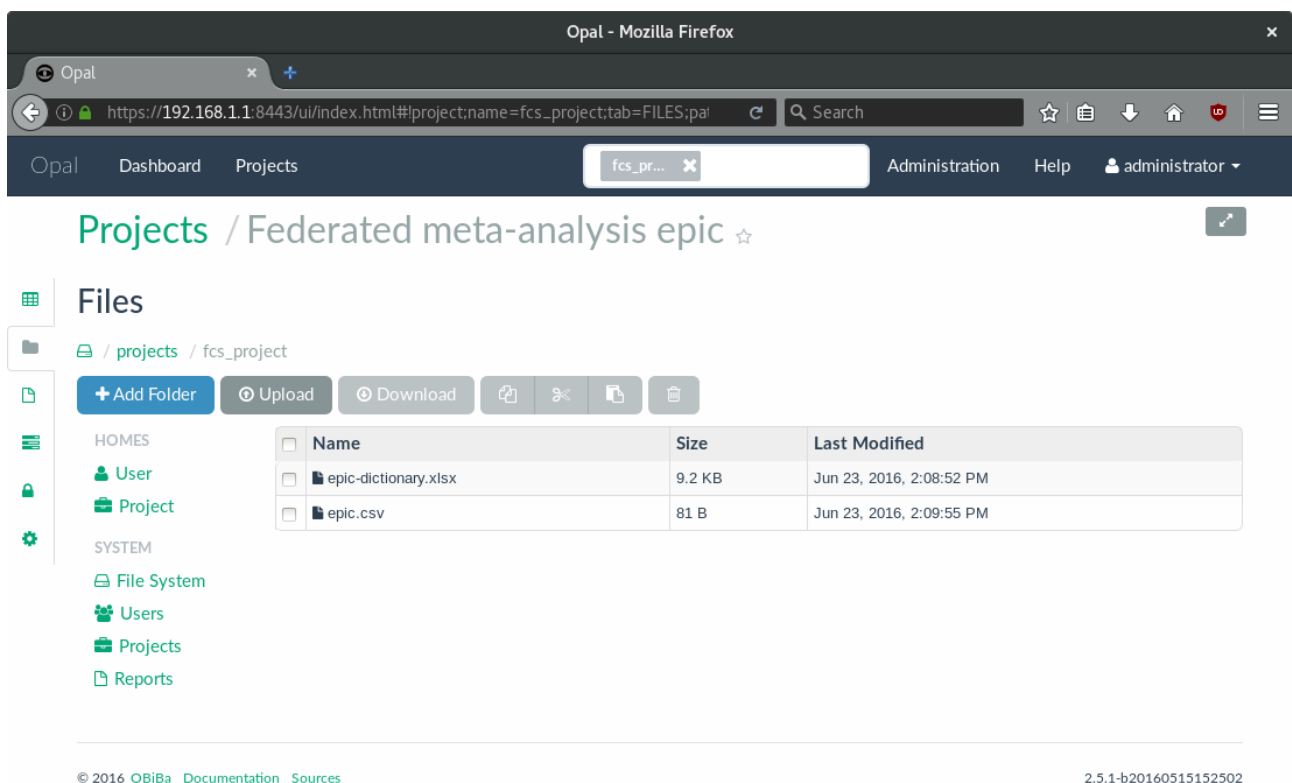 Opal - Mozilla Firefox
Opal
https://192.168.1.1:8443/ui/index.html#!project;name=fcs_project;tab=FILES;pat Search
Opal Dashboard Projects fcs_pr... Administration Help administrator
Projects / Federated meta-analysis epic
Files
/ projects / fcs_project
Add Folder Upload Download
HOMES
User
Project
SYSTEM
File System
Users
Projects
Reports
Name Size Last Modified
epic-dictionary.xlsx 9.2 KB Jun 23, 2016, 2:08:52 PM
epic.csv 81 B Jun 23, 2016, 2:09:55 PM
© 2016 OBiBa Documentation Sources 2.5.1-b20160515152502